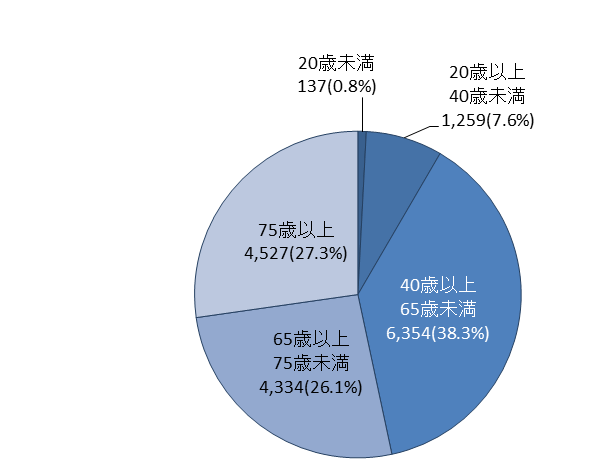 20歳未満
137(0.8%)
20歳以上
40歳未満
1,259(7.6%)
40歳以上
65歳未満
6,354(38.3%)
65歳以上
75歳未満
4,334(26.1%)
75歳以上
4,527(27.3%)